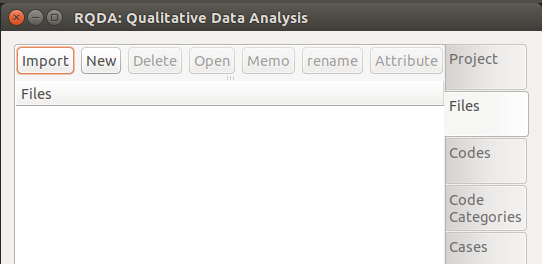 RQDA: Qualitative Data Analysis
Import New Delete Open Memo rename Attribute
Files
Project
Files
Codes
Code
Categories
Cases